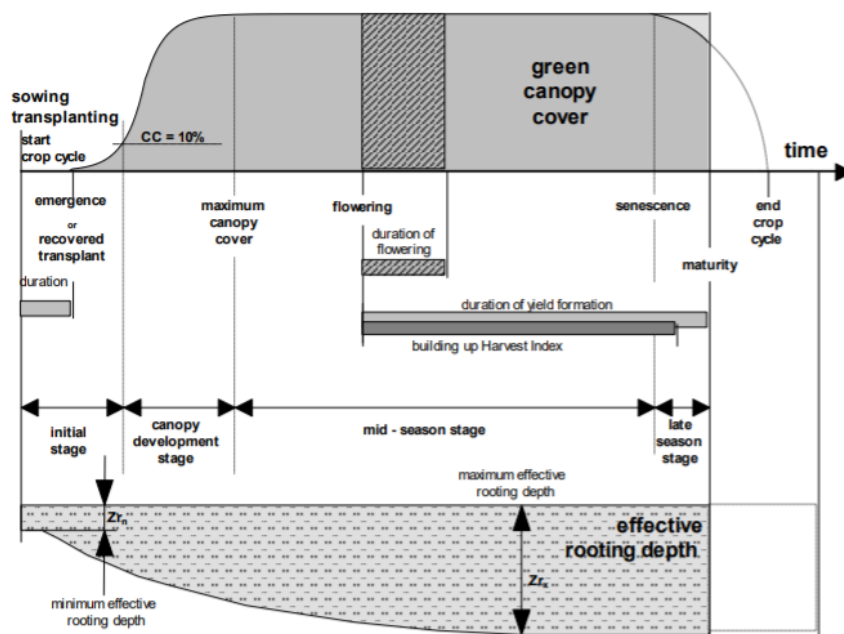 green
canopy
cover
sowing
transplanting
start
crop cycle
CC = 10%
time
emergence
or
recovered
transplant
maximum
canopy
cover
flowering
senescence
end
crop
cycle
duration of
flowering
maturity
duration
duration of yield formation
building up Harvest Index
initial
stage
canopy
development
stage
mid - season stage
late
season
stage
maximum effective
rooting depth
Zrn
effective
rooting depth
Zrx
minimum effective
rooting depth